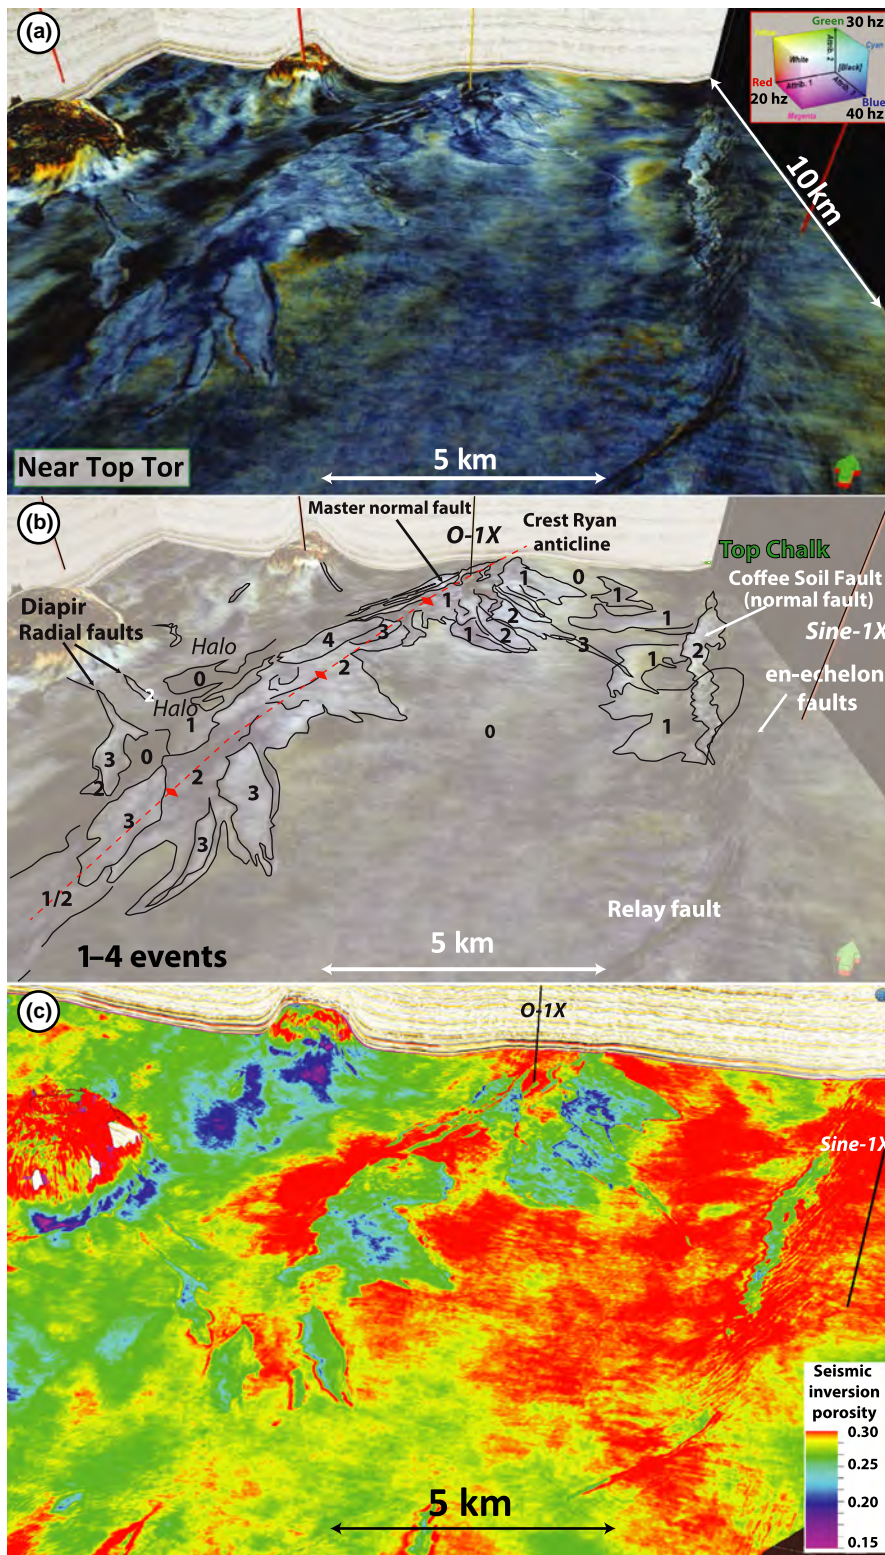 (a)
Green 30 hz
Yellow
Cyan
Attrib. 2
White
[Black]
Red
Attrib. 1
Attrib.
20 hz
Blue
Magenta
40 hz
10km
Near Top Tor
5 km
(b)
Master normal fault
O-1X
Crest Ryan
anticline
Top Chalk
Coffee Soil Fault
(normal fault)
Sine-1X
en-echelon
faults
Diapir
Radial faults
Halo
Halo
1
0
1
1
2
1
4
3
1
2
3
2
1
2
0
2
1
0
1
3
0
2
2
3
3
3
1/2
Relay fault
1–4 events
5 km
(c)
O-1X
Sine-1X
Seismic
inversion
porosity
0.30
0.25
0.20
0.15
5 km